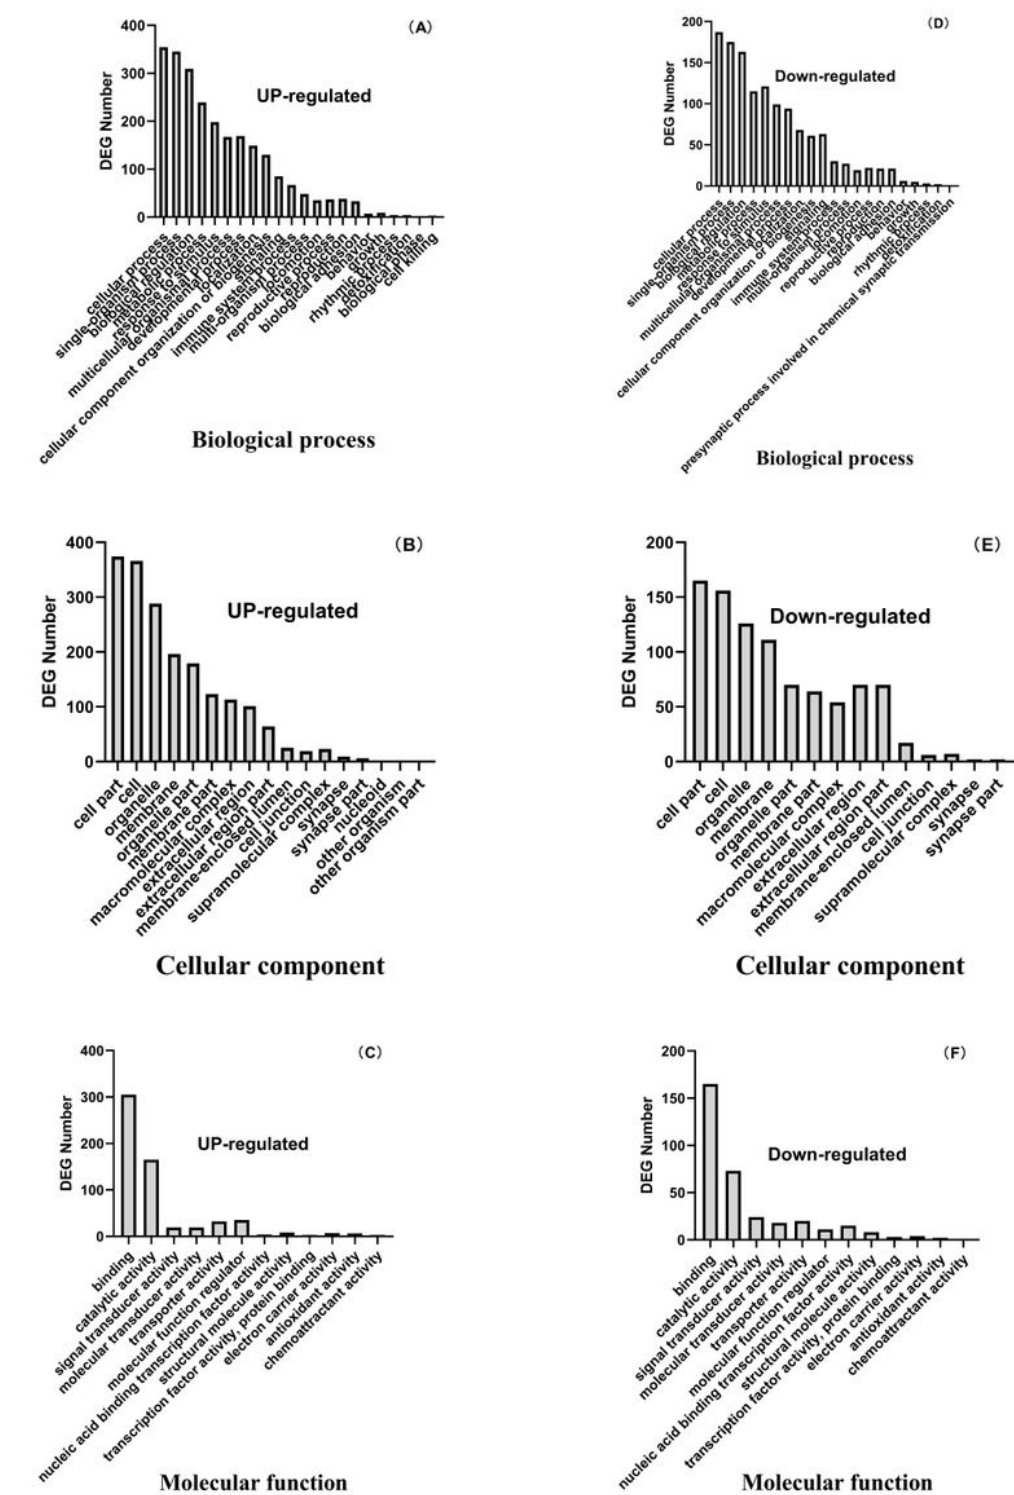 (A)
400
300
200
100
0
DEG Number
UP-regulated
cellular process
single-organism process
biological regulation
metabolic process
response to stimulus
multicellular organismal process
developmental process
localization
cellular component organization or biogenesis
signaling
immune system process
multi-organism process
reproductive process
reproduction
biological adhesion
behavior
growth
rhythmic process
detoxification
biological phase
cell killing
Biological process
(D)
200
150
100
50
0
DEG Number
Down-regulated
cellular process
single-organism process
biological regulation
metabolic process
response to stimulus
multicellular organismal process
developmental process
localization
cellular component organization or biogenesis
signaling
immune system process
multi-organism process
reproductive process
reproduction
biological adhesion
behavior
growth
rhythmic process
presynaptic process involved in chemical synaptic transmission
Biological process
(B)
400
300
200
100
0
DEG Number
UP-regulated
cell part
cell
organelle
membrane
organelle part
membrane part
macromolecular complex
extracellular region
extracellular region part
membrane-enclosed lumen
cell junction
supramolecular complex
synapse
synapse part
nucleoid
other organism
other organism part
Cellular component
(E)
200
150
100
50
0
DEG Number
Down-regulated
cell part
cell
organelle
membrane
organelle part
membrane part
macromolecular complex
extracellular region
extracellular region part
membrane-enclosed lumen
cell junction
supramolecular complex
synapse
synapse part
Cellular component
(C)
400
300
200
100
0
DEG Number
UP-regulated
binding
catalytic activity
signal transducer activity
molecular transducer activity
transporter activity
molecular function regulator
nucleic acid binding transcription factor activity
structural molecule activity
transcription factor activity, protein binding
electron carrier activity
antioxidant activity
chemoattractant activity
Molecular function
(F)
200
150
100
50
0
DEG Number
Down-regulated
binding
catalytic activity
signal transducer activity
molecular transducer activity
transporter activity
molecular function regulator
nucleic acid binding transcription factor activity
structural molecule activity
transcription factor activity, protein binding
electron carrier activity
antioxidant activity
chemoattractant activity
Molecular function